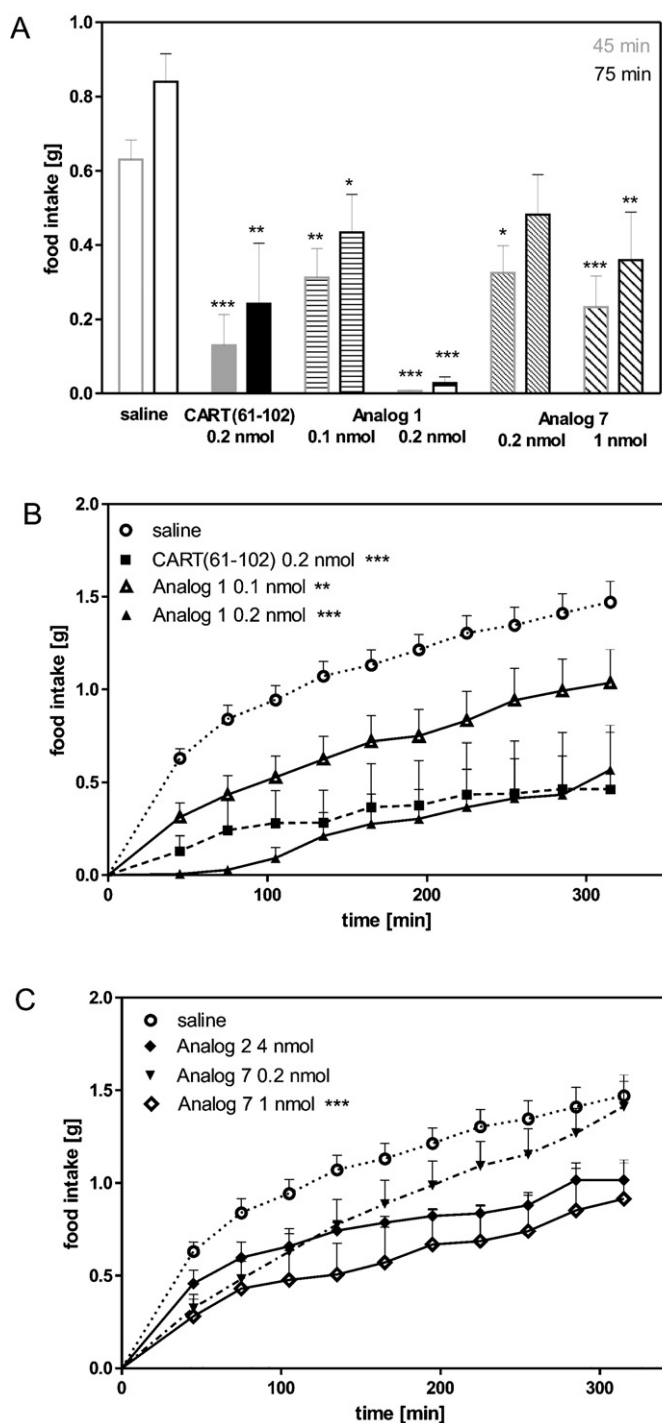 A
1.0
0.8
0.6
0.4
0.2
0.0
food intake [g]
45 min
75 min
*** ** ** * *** *** * *** **
saline CART(61-102) Analog 1 Analog 7
0.2 nmol 0.1 nmol 0.2 nmol 0.2 nmol 1 nmol
B
2.0
1.5
1.0
0.5
0.0
food intake [g]
saline
CART(61-102) 0.2 nmol ***
Analog 1 0.1 nmol **
Analog 1 0.2 nmol ***
0 100 200 300
time [min]
C
2.0
1.5
1.0
0.5
0.0
food intake [g]
saline
Analog 2 4 nmol
Analog 7 0.2 nmol
Analog 7 1 nmol ***
0 100 200 300
time [min]